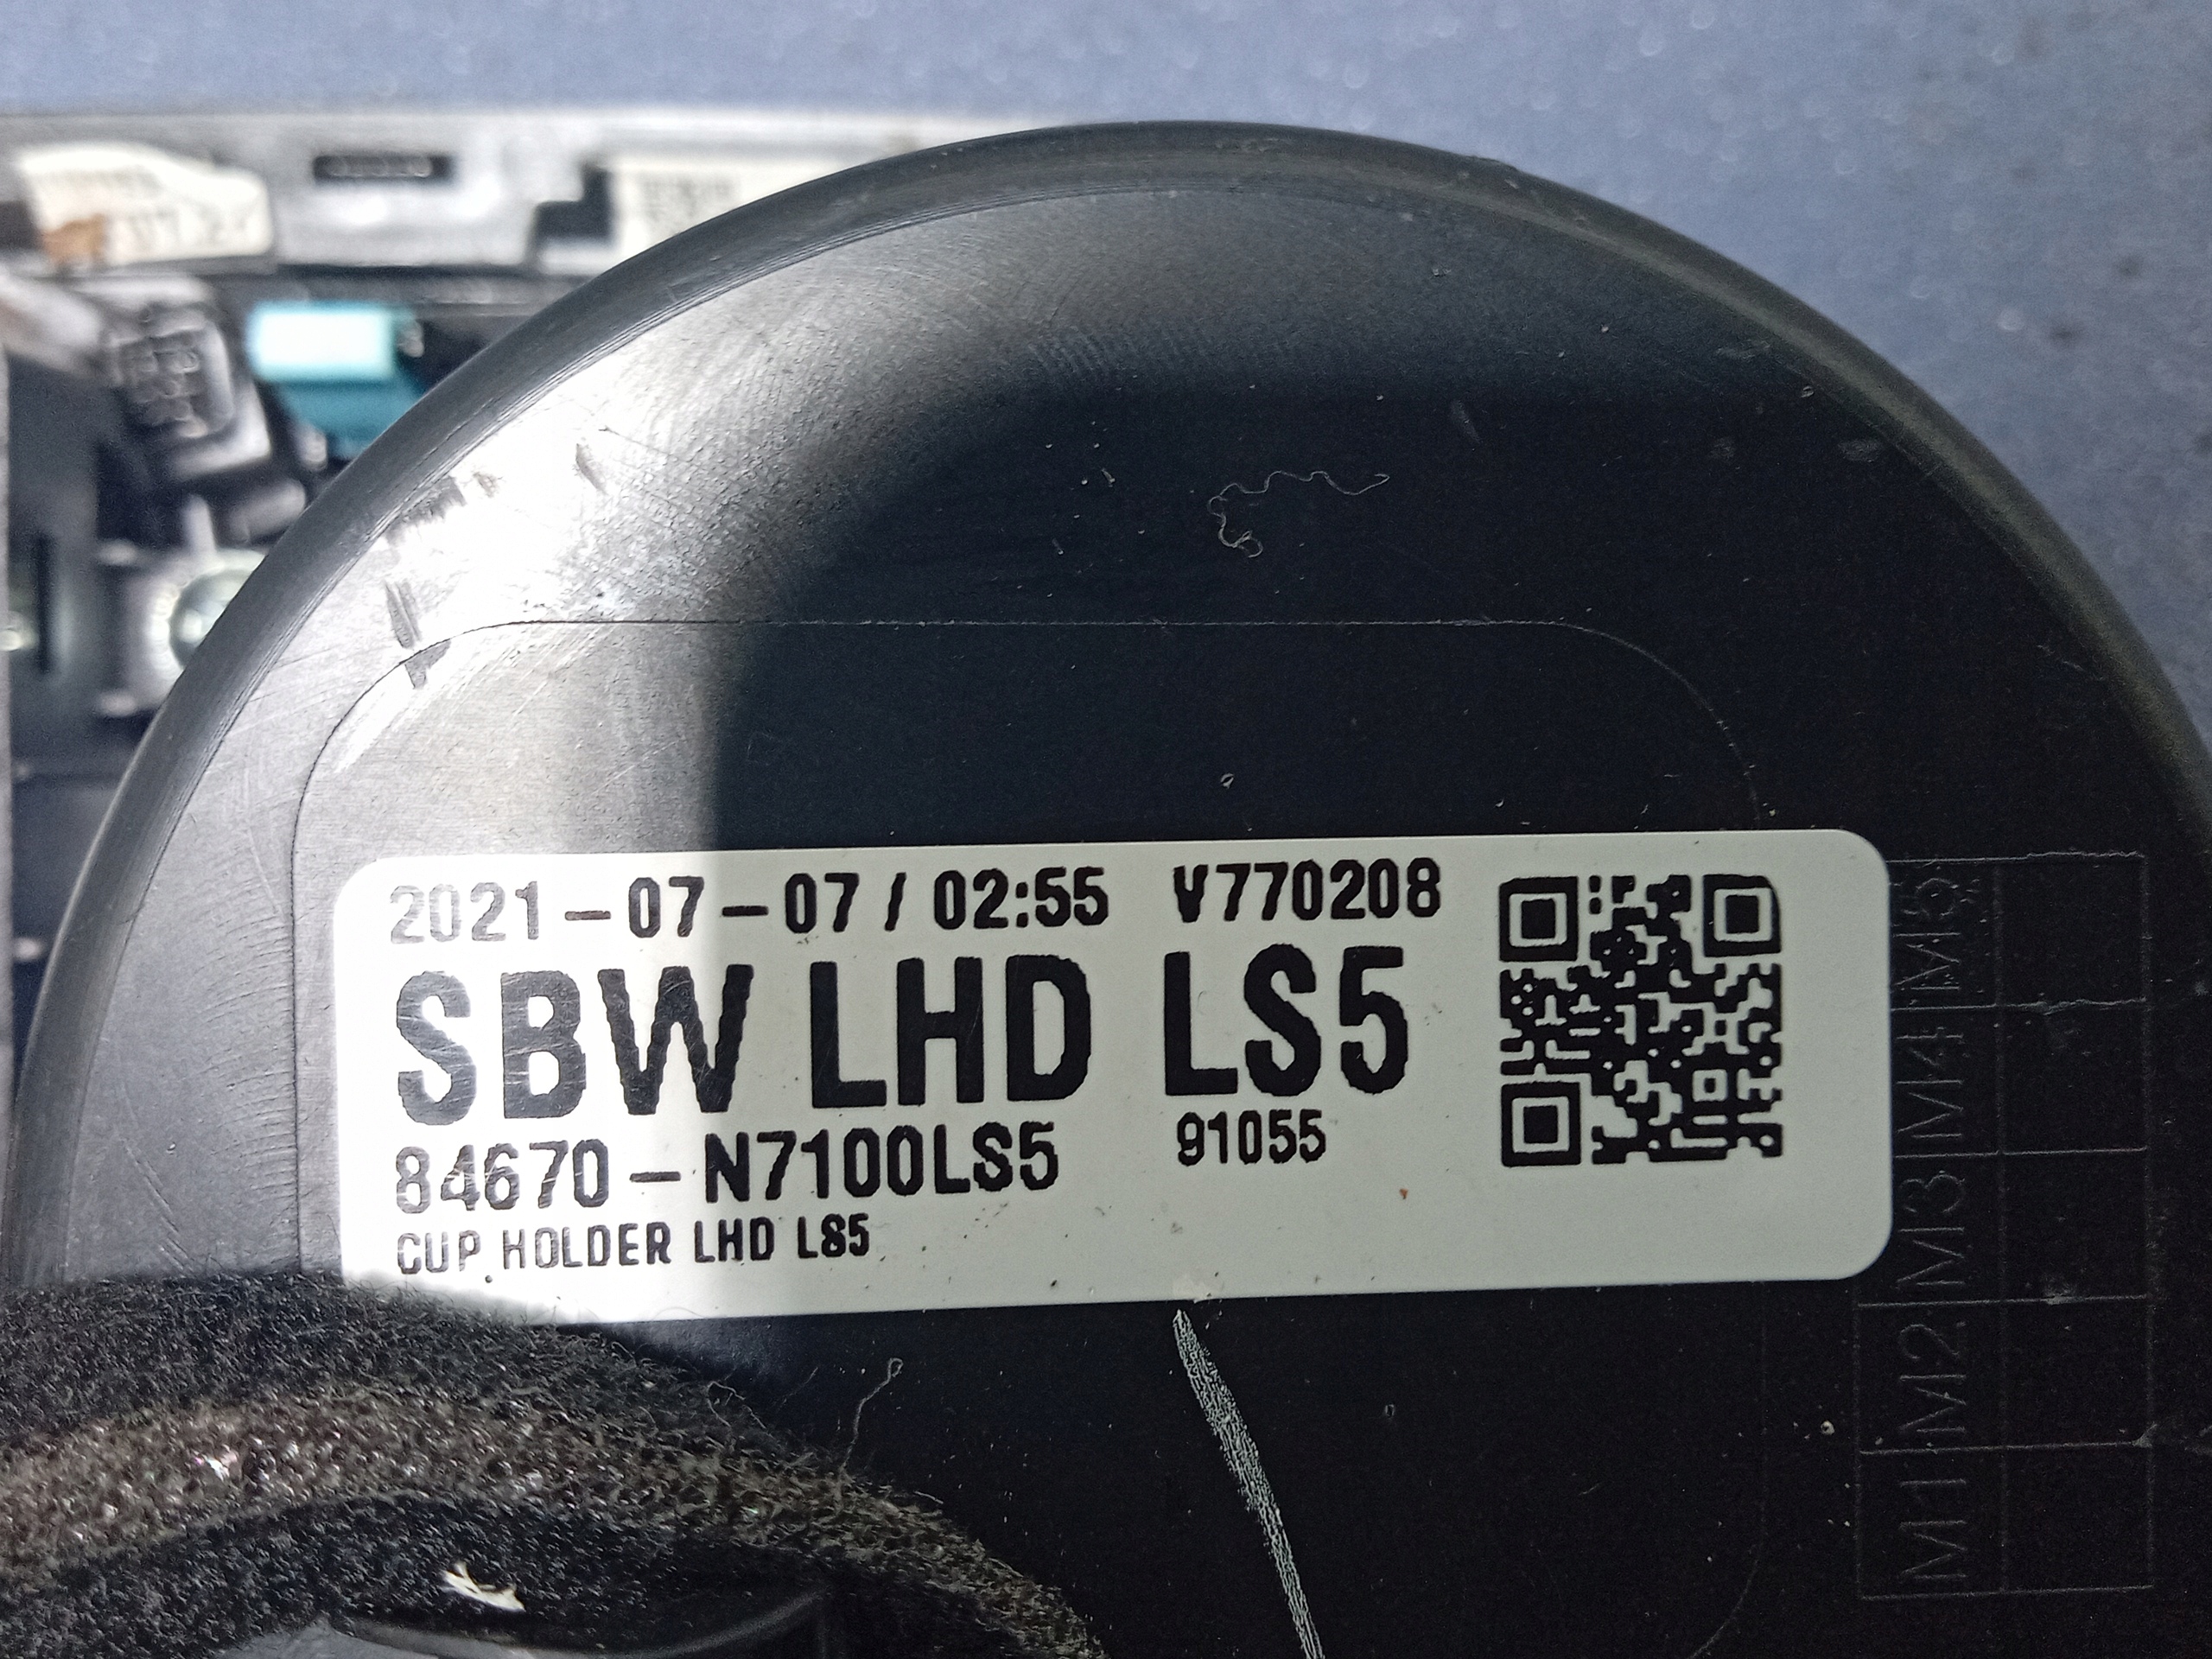 2021-07-07/02:55 V770208
SBW LHD LS5
84670-N7100LS5 91055
CUP HOLDER LHD LS5
M5
M4
M3
M2
M1